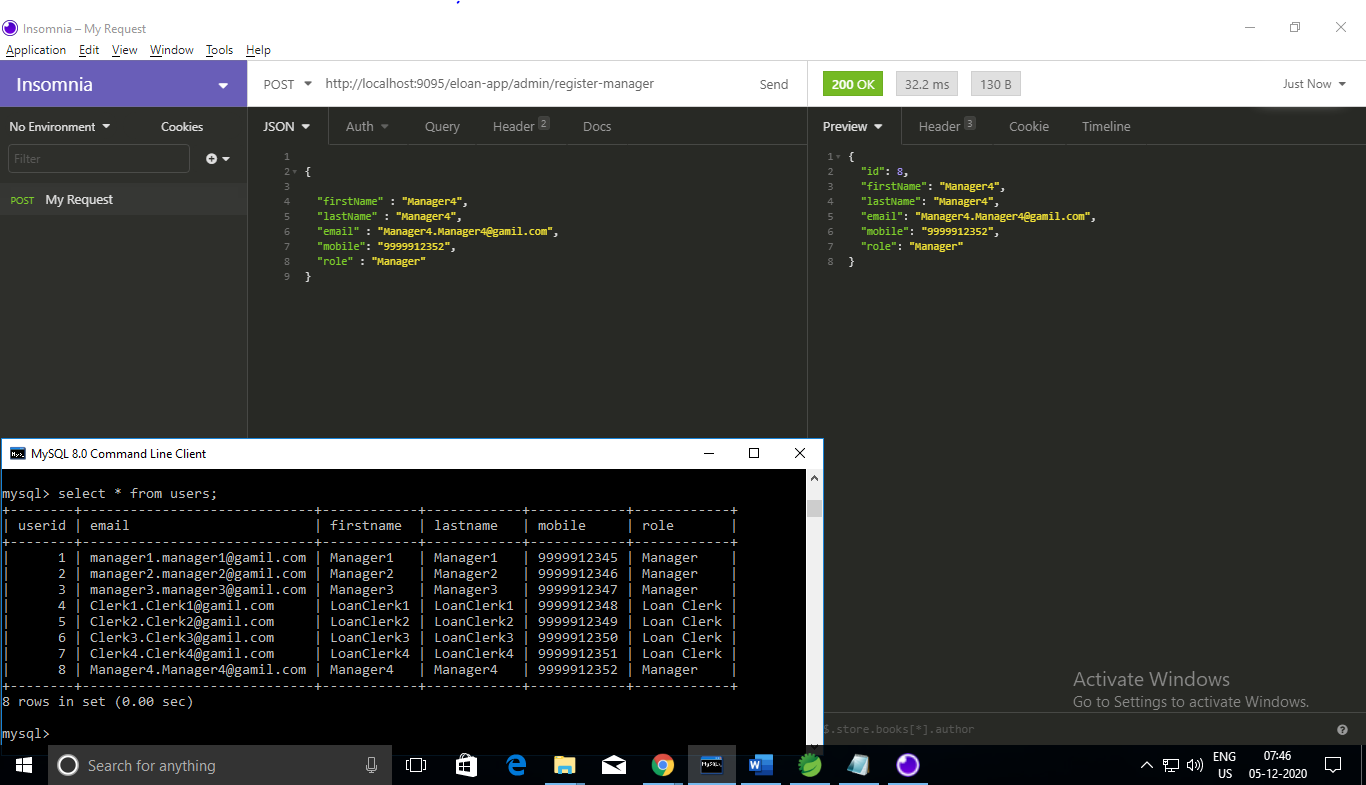 Insomnia – My Request
Application Edit View Window Tools Help
Insomnia
POST http://localhost:9095/eloan-app/admin/register-manager Send
200 OK 32.2 ms 130 B Just Now
No Environment Cookies
JSON Auth Query Header 2 Docs
Preview Header 3 Cookie Timeline
Filter
POST My Request
1
2 {
3
4 "firstName" : "Manager4",
5 "lastName" : "Manager4",
6 "email" : "Manager4.Manager4@gamil.com",
7 "mobile": "9999912352",
8 "role" : "Manager"
9 }
1 {
2 "id": 8,
3 "firstName": "Manager4",
4 "lastName": "Manager4",
5 "email": "Manager4.Manager4@gamil.com",
6 "mobile": "9999912352",
7 "role": "Manager"
8 }
MySQL 8.0 Command Line Client
mysql> select * from users;
+--------+----------------------------+------------+------------+------------+------------+
| userid | email | firstname | lastname | mobile | role |
+--------+----------------------------+------------+------------+------------+------------+
| 1 | manager1.manager1@gamil.com | Manager1 | Manager1 | 9999912345 | Manager |
| 2 | manager2.manager2@gamil.com | Manager2 | Manager2 | 9999912346 | Manager |
| 3 | manager3.manager3@gamil.com | Manager3 | Manager3 | 9999912347 | Manager |
| 4 | Clerk1.Clerk1@gamil.com | LoanClerk1 | LoanClerk1 | 9999912348 | Loan Clerk |
| 5 | Clerk2.Clerk2@gamil.com | LoanClerk2 | LoanClerk2 | 9999912349 | Loan Clerk |
| 6 | Clerk3.Clerk3@gamil.com | LoanClerk3 | LoanClerk3 | 9999912350 | Loan Clerk |
| 7 | Clerk4.Clerk4@gamil.com | LoanClerk4 | LoanClerk4 | 9999912351 | Loan Clerk |
| 8 | Manager4.Manager4@gamil.com | Manager4 | Manager4 | 9999912352 | Manager |
+--------+----------------------------+------------+------------+------------+------------+
8 rows in set (0.00 sec)
mysql>
Activate Windows
Go to Settings to activate Windows.
$.store.books[*].author
Search for anything
ENG
US
07:46
05-12-2020